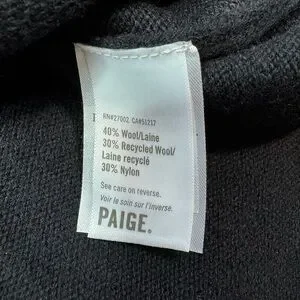 RN#27002 CA#51217
40% Wool/Laine
30% Recycled Wool/
Laine recyclé
30% Nylon
See care on reverse.
Voir le soin sur l'inverse.
PAIGE.